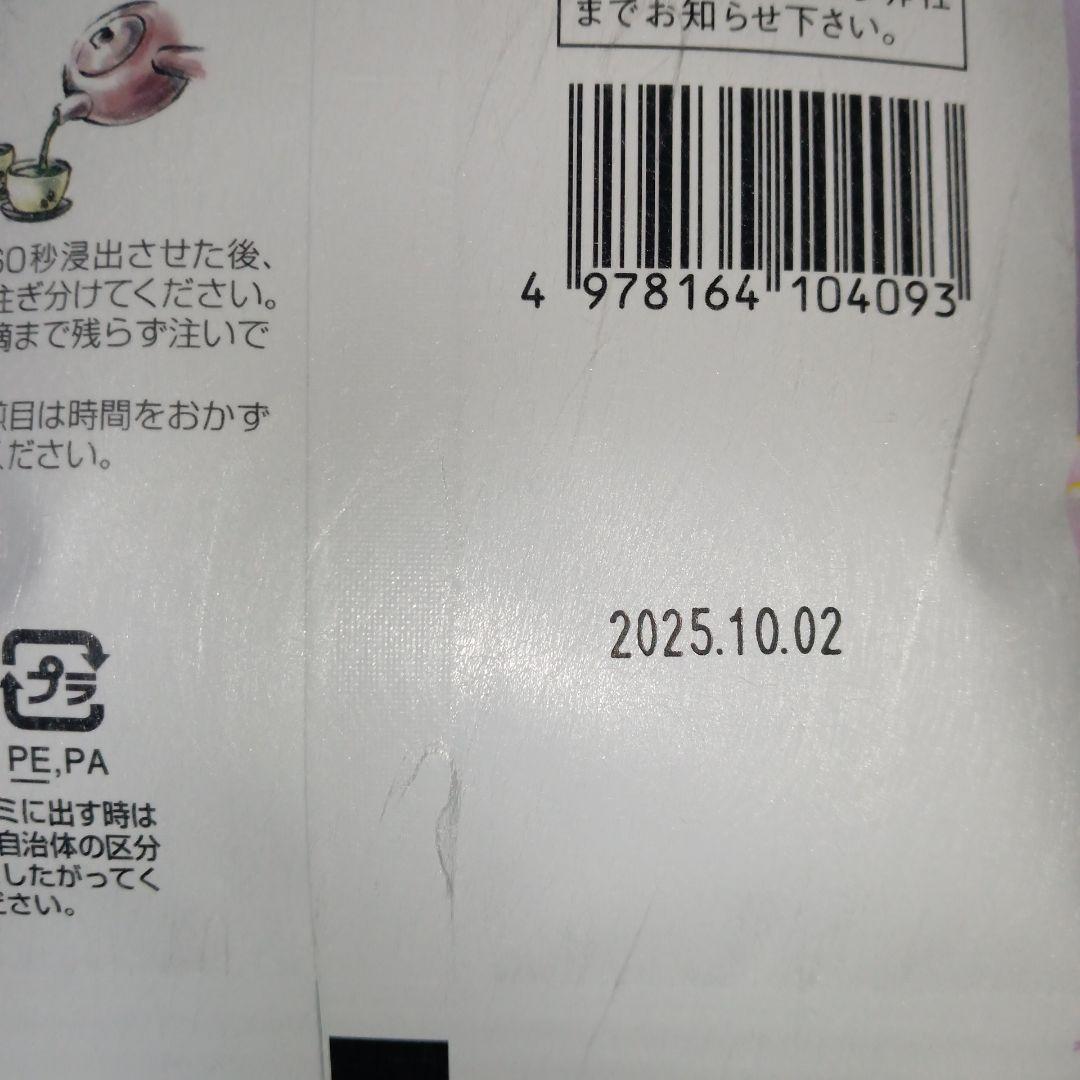 までお知らせ下さい。
4 978164 104093
60秒浸出させた後、
注ぎ分けてください。
滴まで残らず注いで
煎目は時間をおかず
ください。
2025.10.02
プラ
PE,PA
ミに出す時は
自治体の区分
したがってく
ださい。